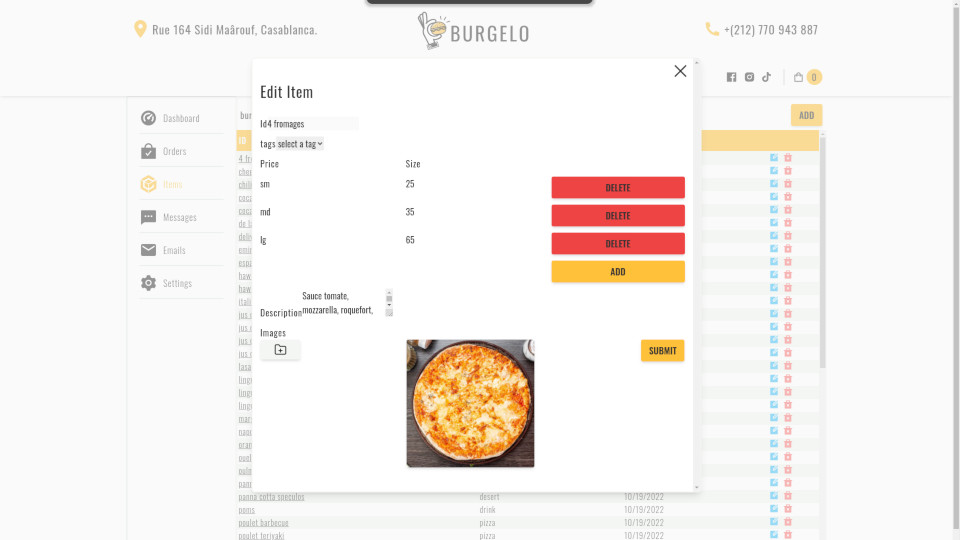 Rue 164 Sidi Maârouf, Casablanca.
BURGELO
+(212) 770 943 887
0
Edit Item
Dashboard
Orders
Items
Messages
Emails
Settings
ADD
ID
Id4 fromages
tags select a tag
Price Size
sm 25 DELETE
md 35 DELETE
lg 65 DELETE
ADD
Sauce tomate,
Description mozzarella, roquefort,
Images
SUBMIT
panna cotta speculos desert 10/19/2022
poms drink 10/19/2022
poulet barbecue pizza 10/19/2022
poulet teriyaki pizza 10/19/2022